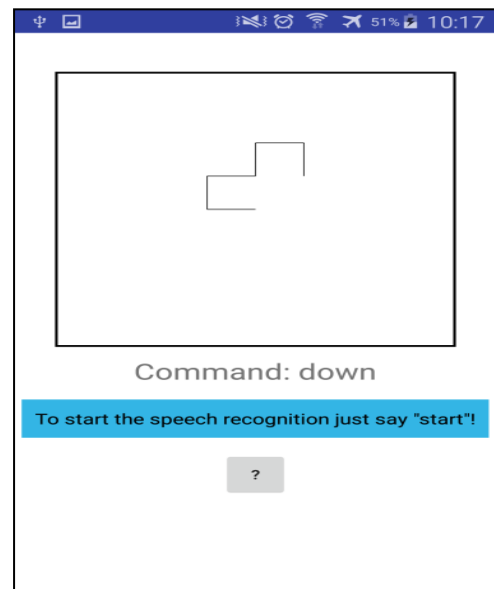 51% 10:17
Command: down
To start the speech recognition just say "start"!
?